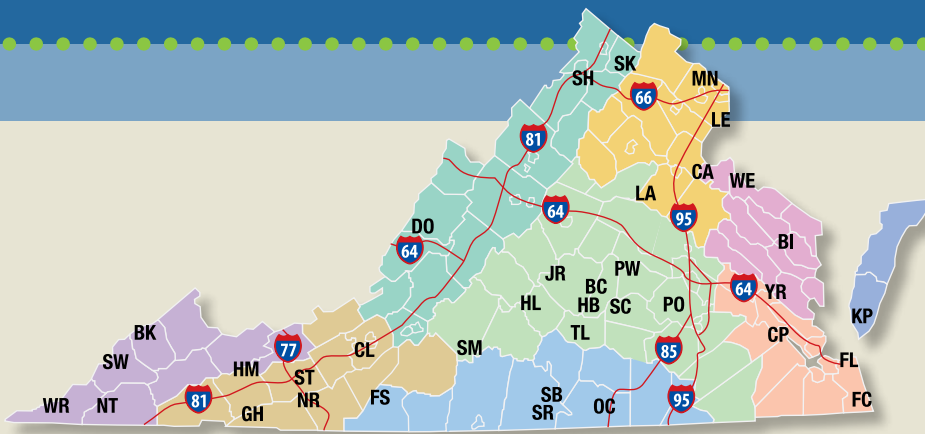 SK
SH
MN
66
LE
81
CA
WE
LA
64
95
DO
BI
64
JR
PW
BC
64
YR
HL
HB
SC
PO
KP
BK
TL
CP
SW
HM
77
CL
SM
85
FL
ST
WR
NT
81
GH
NR
FS
SB
SR
OC
95
FC